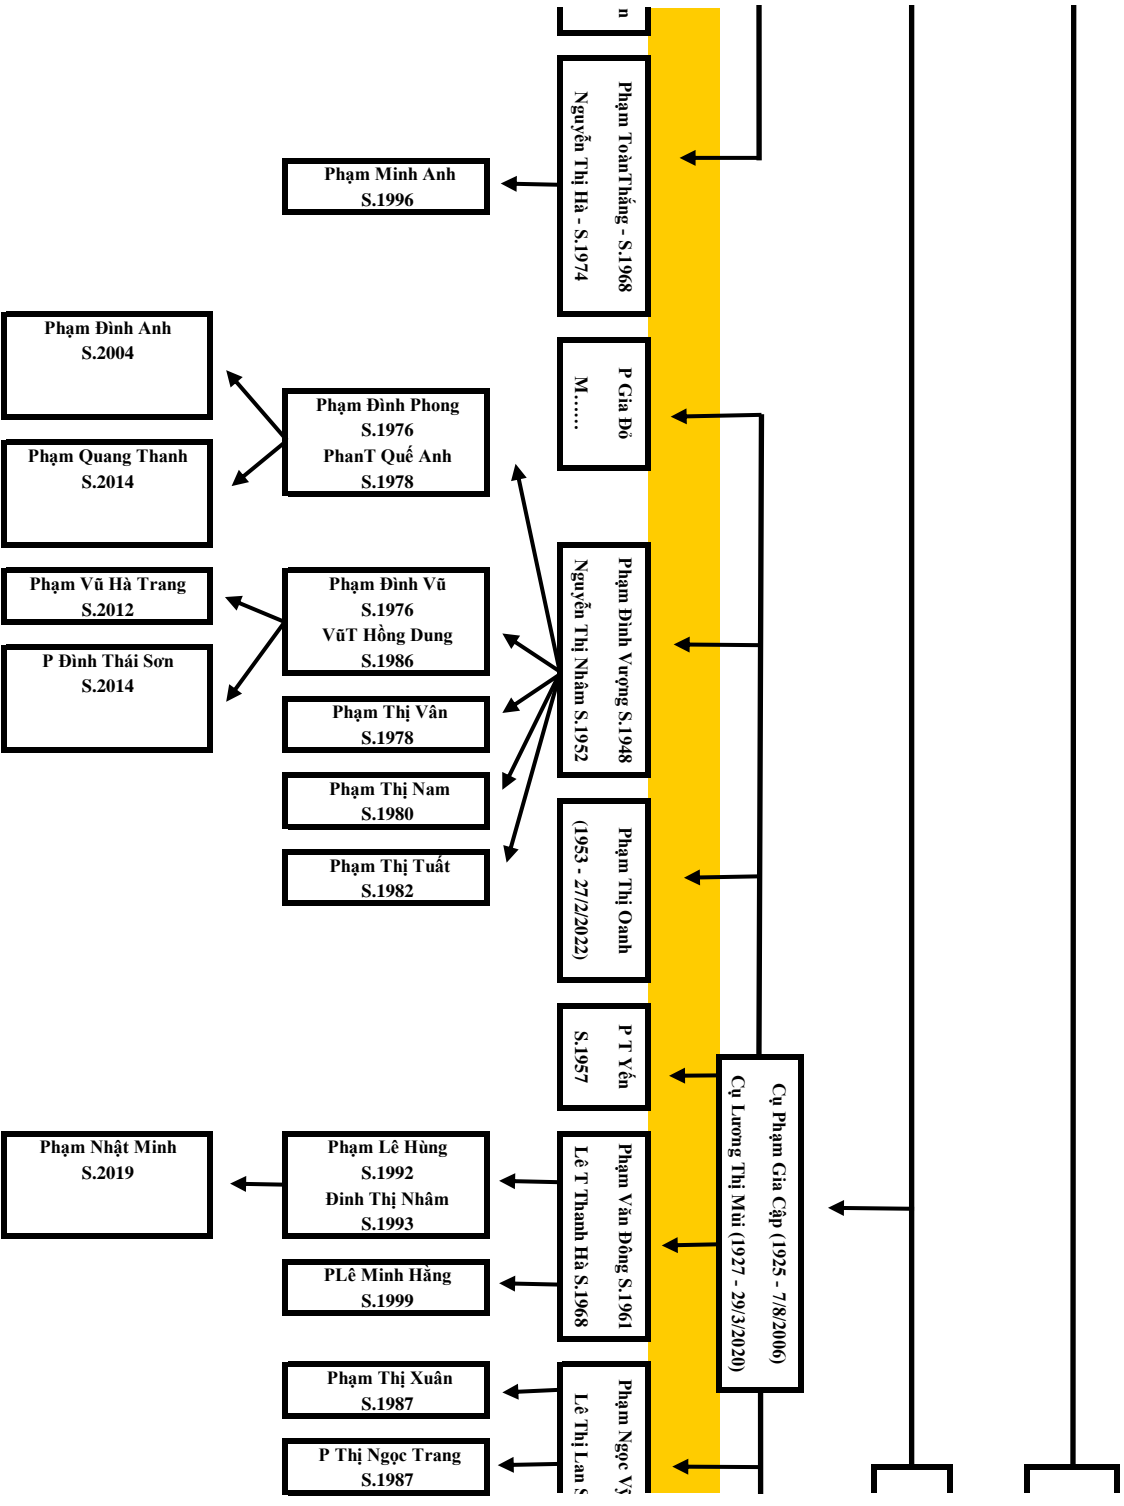 n
Phạm ToànThắng - S.1968
Nguyễn Thị Hà - S.1974
Phạm Minh Anh
S.1996
P Gia Đô
M......
Phạm Đình Anh
S.2004
Phạm Đình Phong
S.1976
PhanT Quế Anh
S.1978
Phạm Quang Thanh
S.2014
Phạm Đình Vượng S.1948
Nguyễn Thị Nhâm S.1952
Phạm Vũ Hà Trang
S.2012
Phạm Đình Vũ
S.1976
VũT Hồng Dung
S.1986
P Đình Thái Sơn
S.2014
Phạm Thị Vân
S.1978
Phạm Thị Nam
S.1980
Phạm Thị Tuất
S.1982
Phạm Thị Oanh
(1953 - 27/2/2022)
P T Yến
S.1957
Cụ Phạm Gia Cập (1925 - 7/8/2006)
Cụ Lương Thị Mùi (1927 - 29/3/2020)
Phạm Văn Đông S.1961
Lê T Thanh Hà S.1968
Phạm Lê Hùng
S.1992
Đinh Thị Nhâm
S.1993
Phạm Nhật Minh
S.2019
PLê Minh Hằng
S.1999
Phạm Ngọc Vỹ
Lê Thị Lan S
Phạm Thị Xuân
S.1987
P Thị Ngọc Trang
S.1987